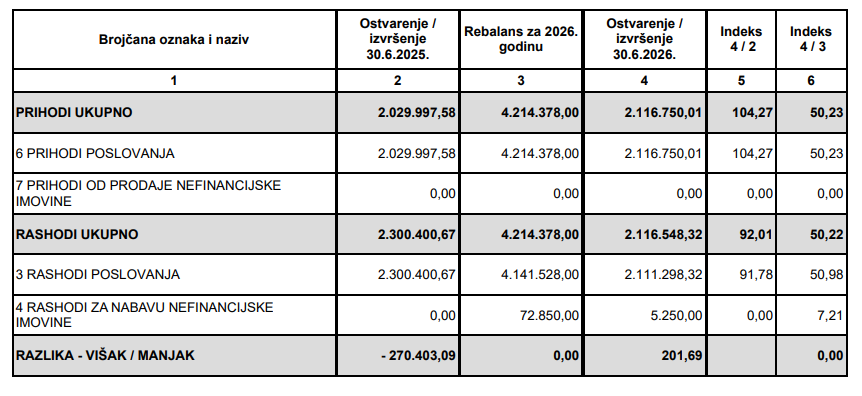 Brojčana oznaka i naziv Ostvarenje / izvršenje 30.6.2025. Rebalans za 2026. godinu Ostvarenje / izvršenje 30.6.2026. Indeks 4 / 2 Indeks 4 / 3
1 2 3 4 5 6
PRIHODI UKUPNO 2.029.997,58 4.214.378,00 2.116.750,01 104,27 50,23
6 PRIHODI POSLOVANJA 2.029.997,58 4.214.378,00 2.116.750,01 104,27 50,23
7 PRIHODI OD PRODAJE NEFINANCIJSKE IMOVINE 0,00 0,00 0,00 0,00 0,00
RASHODI UKUPNO 2.300.400,67 4.214.378,00 2.116.548,32 92,01 50,22
3 RASHODI POSLOVANJA 2.300.400,67 4.141.528,00 2.111.298,32 91,78 50,98
4 RASHODI ZA NABAVU NEFINANCIJSKE IMOVINE 0,00 72.850,00 5.250,00 0,00 7,21
RAZLIKA - VIŠAK / MANJAK - 270.403,09 0,00 201,69 0,00